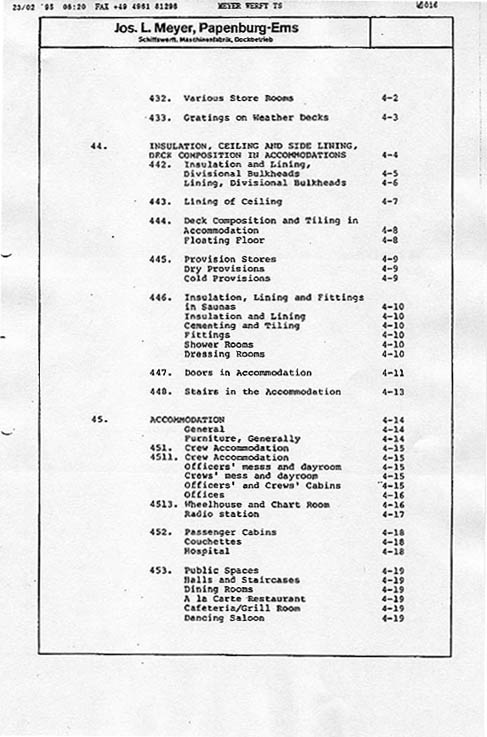 23/02 '95 06:20 FAX +49 4961 81296 MEYER WERFT TS 016
Jos. L. Meyer, Papenburg-Ems
Schiffswerft, Maschinenfabrik, Dockbetrieb
432. Various Store Rooms 4-2
433. Gratings on Weather Decks 4-3
44. INSULATION, CEILING AND SIDE LINING,
DECK COMPOSITION IN ACCOMMODATIONS 4-4
442. Insulation and Lining,
Divisional Bulkheads 4-5
Lining, Divisional Bulkheads 4-6
443. Lining of Ceiling 4-7
444. Deck Composition and Tiling in
Accommodation 4-8
Floating Floor 4-8
445. Provision Stores 4-9
Dry Provisions 4-9
Cold Provisions 4-9
446. Insulation, Lining and Fittings
in Saunas 4-10
Insulation and Lining 4-10
Cementing and Tiling 4-10
Fittings 4-10
Shower Rooms 4-10
Dressing Rooms 4-10
447. Doors in Accommodation 4-11
448. Stairs in the Accommodation 4-13
45. ACCOMMODATION 4-14
General 4-14
Furniture, Generally 4-14
451. Crew Accommodation 4-15
4511. Crew Accommodation 4-15
Officers' messs and dayroom 4-15
Crews' mess and dayroom 4-15
Officers' and Crews' Cabins 4-15
Offices 4-16
4513. Wheelhouse and Chart Room 4-16
Radio station 4-17
452. Passenger Cabins 4-18
Couchettes 4-18
Hospital 4-18
453. Public Spaces 4-19
Halls and Staircases 4-19
Dining Rooms 4-19
A la Carte Restaurant 4-19
Cafeteria/Grill Room 4-19
Dancing Saloon 4-19